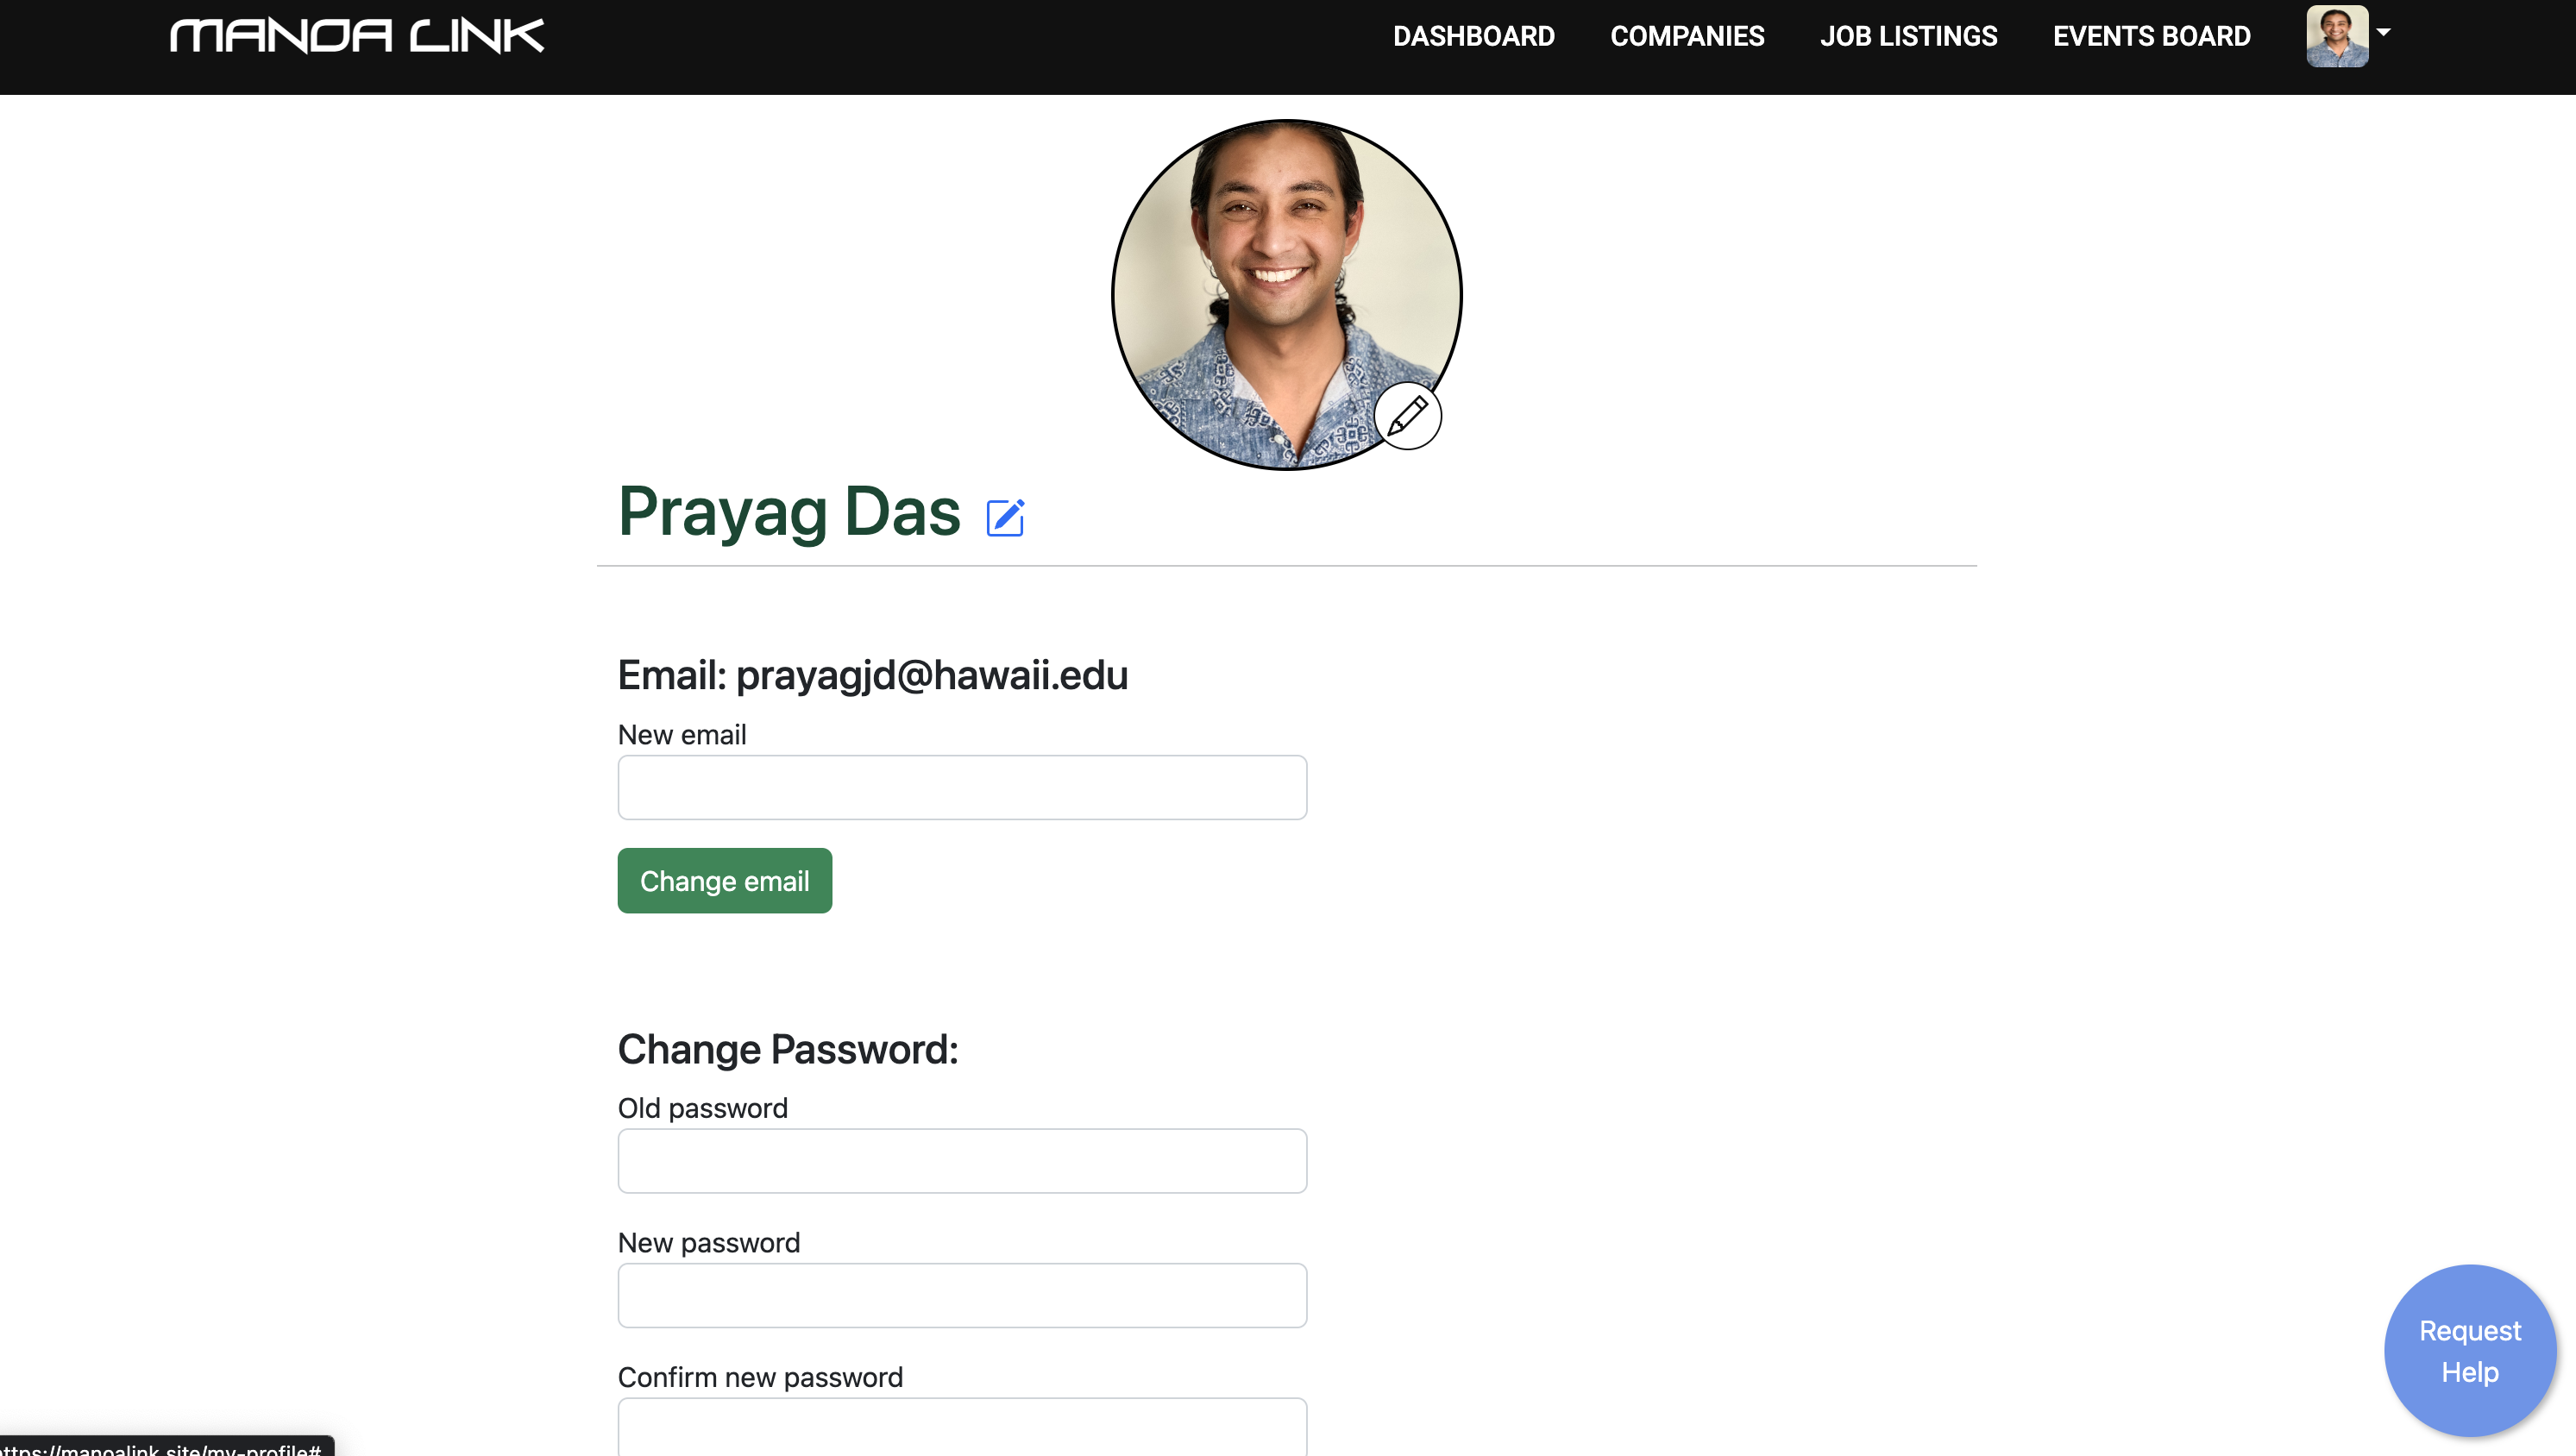 MANOA LINK
DASHBOARD COMPANIES JOB LISTINGS EVENTS BOARD
Prayag Das
Email: prayagjd@hawaii.edu
New email
Change email
Change Password:
Old password
New password
Confirm new password
Request
Help
ttps://manoalink.site/my-profile#